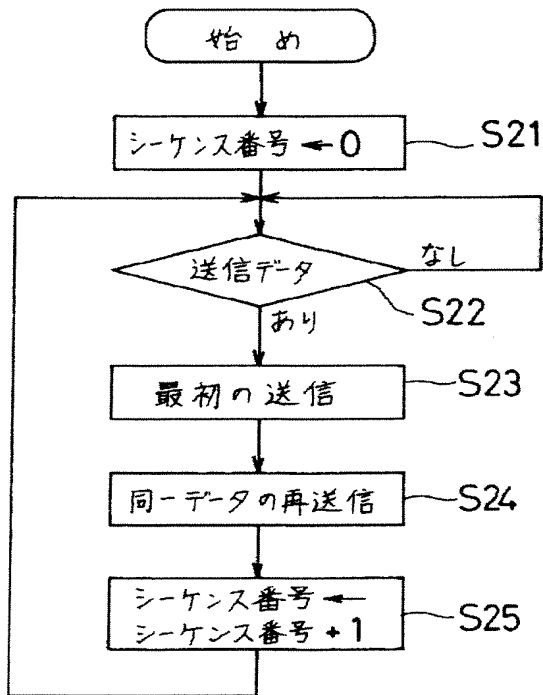 始め
シーケンス番号 ← 0
S21
送信データ
なし
S22
あり
最初の送信
S23
同一データの再送信
S24
シーケンス番号 ←
シーケンス番号 + 1
S25